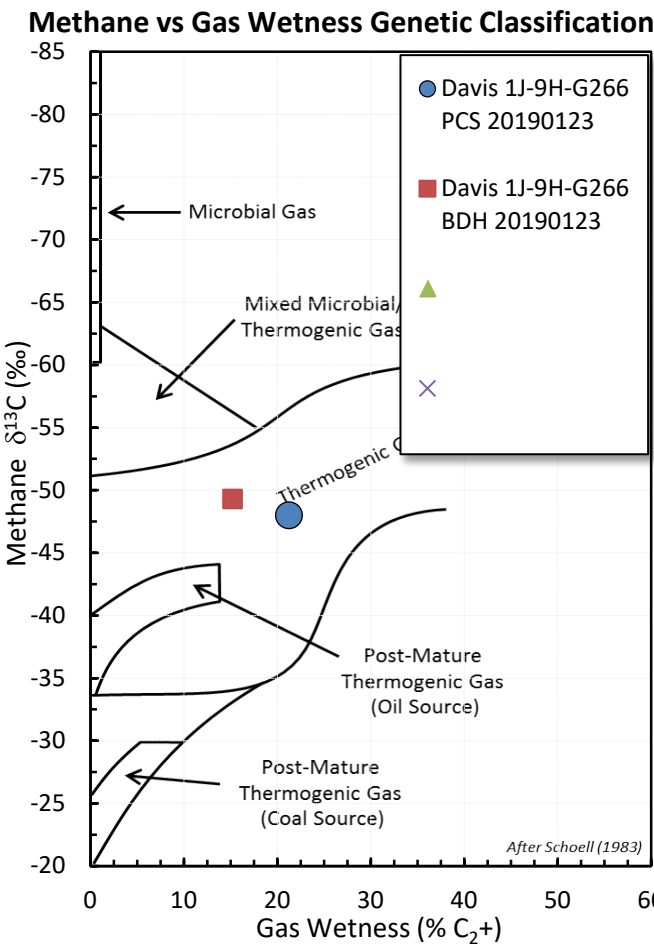 Methane vs Gas Wetness Genetic Classification
-85
-80
-75
-70
-65
-60
-55
-50
-45
-40
-35
-30
-25
-20
Methane δ¹³C (‰)
Davis 1J-9H-G266
PCS 20190123
Davis 1J-9H-G266
BDH 20190123
Microbial Gas
Mixed Microbial/
Thermogenic Gas
Thermogenic
Post-Mature
Thermogenic Gas
(Oil Source)
Post-Mature
Thermogenic Gas
(Coal Source)
After Schoell (1983)
0 10 20 30 40 50
Gas Wetness (% C₂+)